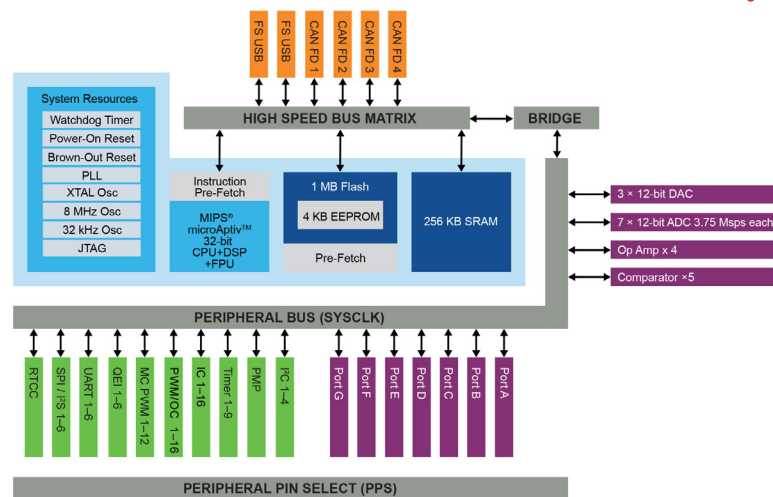 FS USB
FS USB
CAN FD 1
CAN FD 2
CAN FD 3
CAN FD 4
HIGH SPEED BUS MATRIX
BRIDGE
System Resources
Watchdog Timer
Power-On Reset
Brown-Out Reset
PLL
XTAL Osc
8 MHz Osc
32 kHz Osc
JTAG
Instruction
Pre-Fetch
MIPS®
microAptiv™
32-bit
CPU+DSP
+FPU
1 MB Flash
4 KB EEPROM
Pre-Fetch
256 KB SRAM
3 × 12-bit DAC
7 × 12-bit ADC 3.75 Msps each
Op Amp x 4
Comparator ×5
PERIPHERAL BUS (SYSCLK)
RTCC
SPI / I²S 1–6
UART 1–6
QEI 1–6
MC PWM 1–12
PWM/OC 1–16
IC 1–16
Timer 1–9
PMP
I²C 1–4
Port G
Port F
Port E
Port D
Port C
Port B
Port A
PERIPHERAL PIN SELECT (PPS)